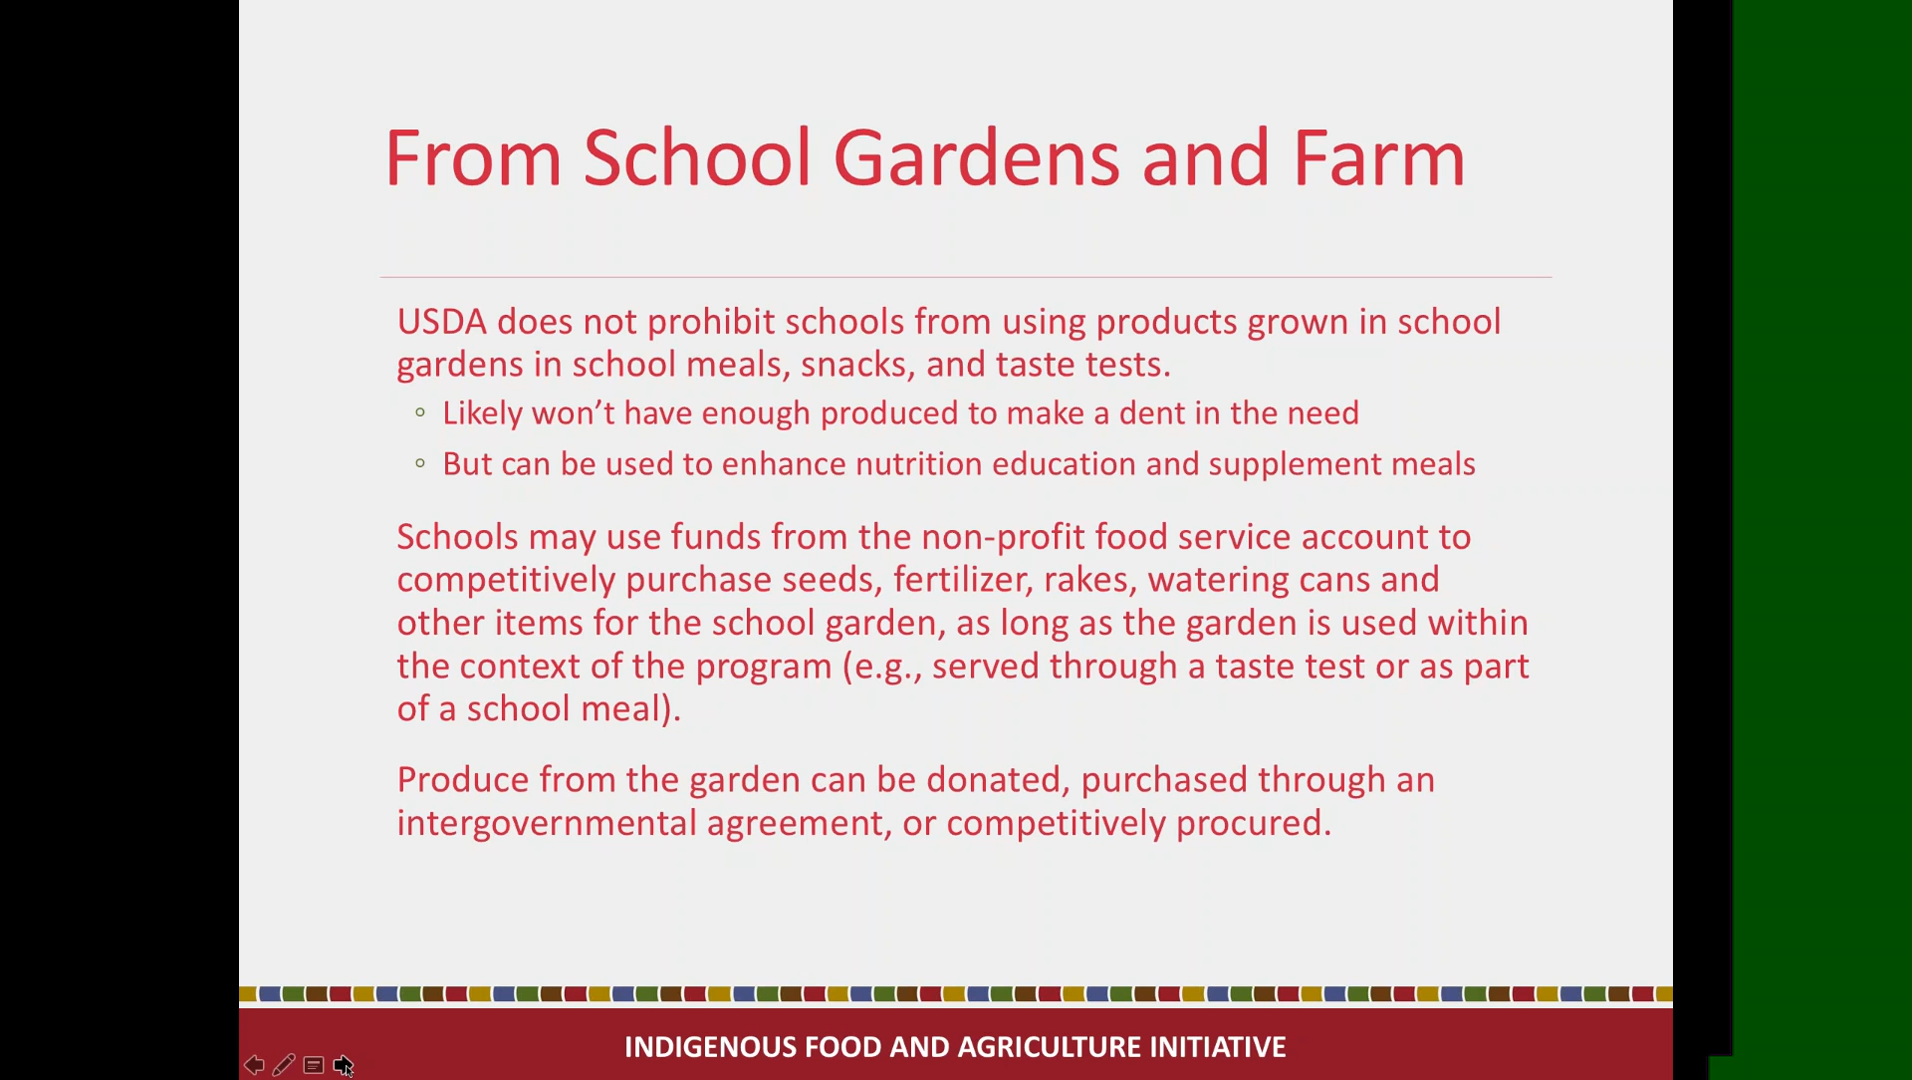 From School Gardens and Farm
USDA does not prohibit schools from using products grown in school
gardens in school meals, snacks, and taste tests.
Likely won’t have enough produced to make a dent in the need
But can be used to enhance nutrition education and supplement meals
Schools may use funds from the non-profit food service account to
competitively purchase seeds, fertilizer, rakes, watering cans and
other items for the school garden, as long as the garden is used within
the context of the program (e.g., served through a taste test or as part
of a school meal).
Produce from the garden can be donated, purchased through an
intergovernmental agreement, or competitively procured.
INDIGENOUS FOOD AND AGRICULTURE INITIATIVE